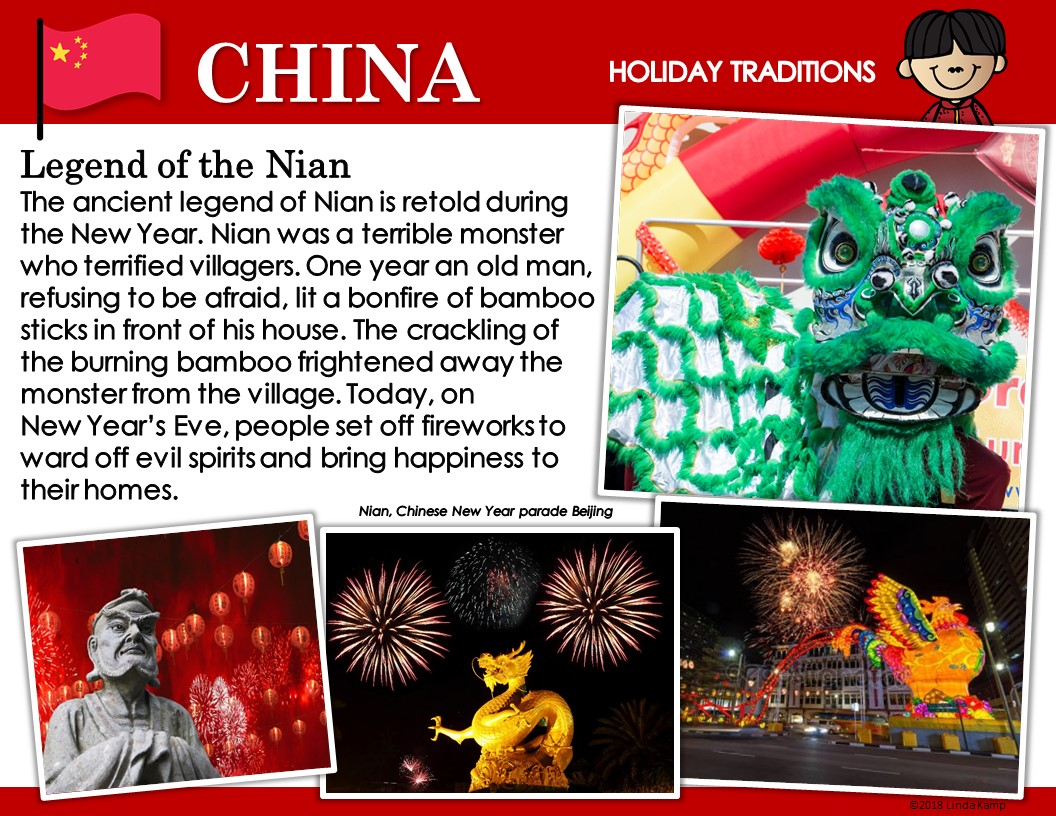 CHINA
HOLIDAY TRADITIONS
Legend of the Nian
The ancient legend of Nian is retold during
the New Year. Nian was a terrible monster
who terrified villagers. One year an old man,
refusing to be afraid, lit a bonfire of bamboo
sticks in front of his house. The crackling of
the burning bamboo frightened away the
monster from the village. Today, on
New Year’s Eve, people set off fireworks to
ward off evil spirits and bring happiness to
their homes.
Nian, Chinese New Year parade Beijing
©2018 Linda Kamp